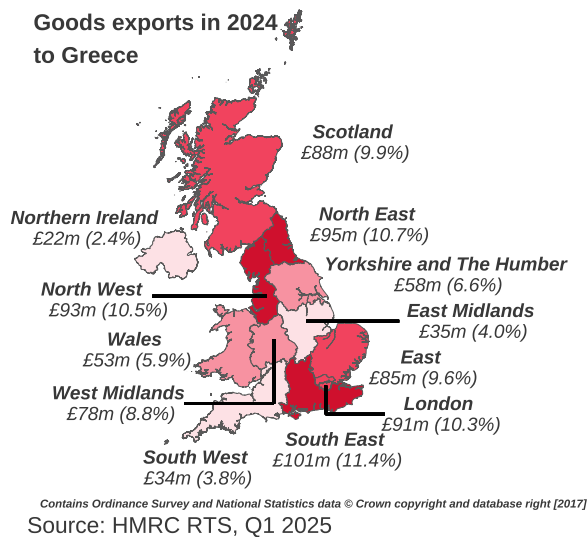 Goods exports in 2024
to Greece
Scotland
£88m (9.9%)
Northern Ireland
£22m (2.4%)
North East
£95m (10.7%)
Yorkshire and The Humber
£58m (6.6%)
North West
£93m (10.5%)
East Midlands
£35m (4.0%)
Wales
£53m (5.9%)
East
£85m (9.6%)
West Midlands
£78m (8.8%)
London
£91m (10.3%)
South East
£101m (11.4%)
South West
£34m (3.8%)
Contains Ordinance Survey and National Statistics data © Crown copyright and database right [2017]
Source: HMRC RTS, Q1 2025